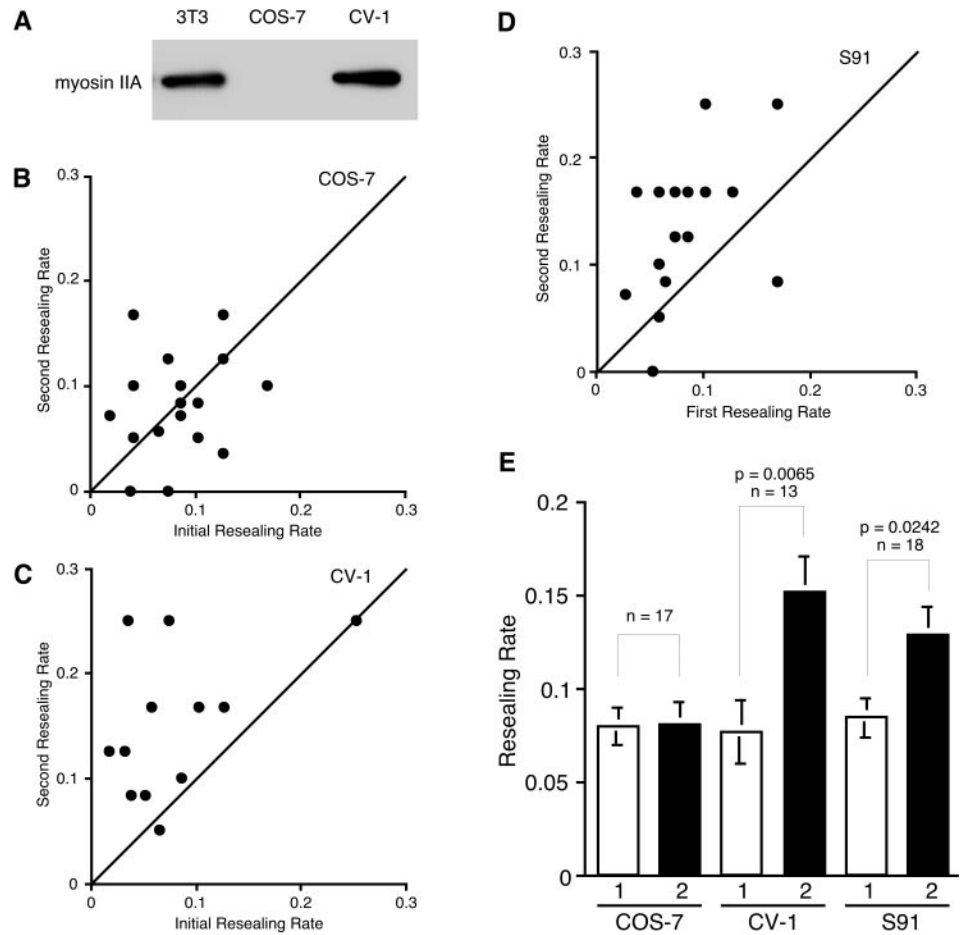 A
3T3 COS-7 CV-1
myosin IIA
B
COS-7
0.3
0.2
0.1
0
Second Resealing Rate
0 0.1 0.2 0.3
Initial Resealing Rate
C
CV-1
0.3
0.2
0.1
0
Second Resealing Rate
0 0.1 0.2 0.3
Initial Resealing Rate
D
S91
0.3
0.2
0.1
0
Second Resealing Rate
0 0.1 0.2 0.3
First Resealing Rate
E
0.2
0.15
0.1
0.05
0
Resealing Rate
n = 17
p = 0.0065
n = 13
p = 0.0242
n = 18
1 2 1 2 1 2
COS-7 CV-1 S91